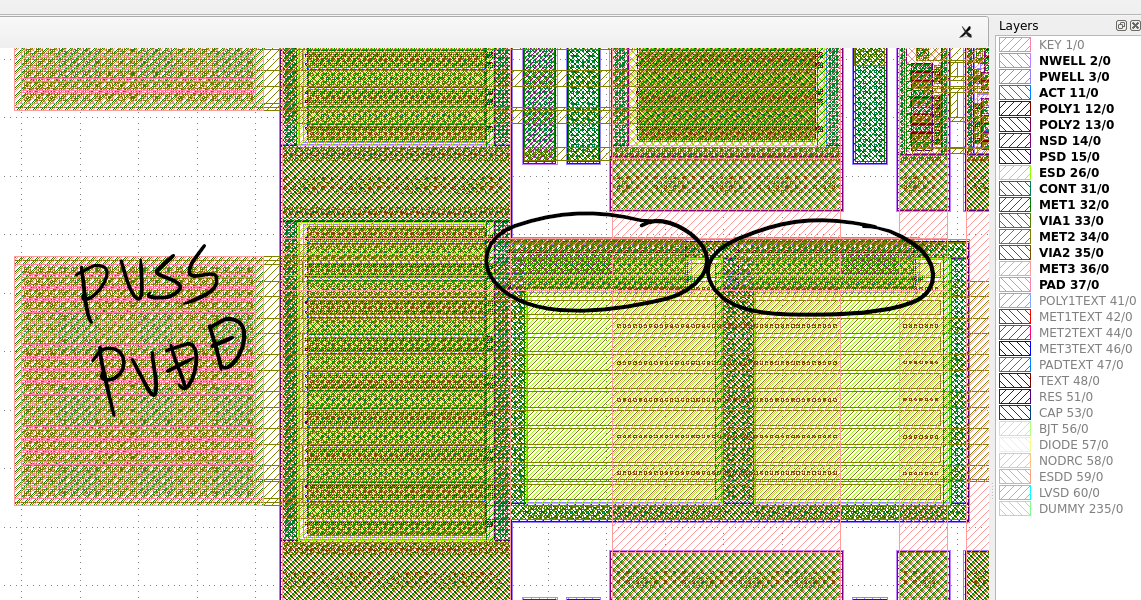 Layers
KEY 1/0
NWELL 2/0
PWELL 3/0
ACT 11/0
POLY1 12/0
POLY2 13/0
NSD 14/0
PSD 15/0
ESD 26/0
CONT 31/0
MET1 32/0
VIA1 33/0
MET2 34/0
VIA2 35/0
MET3 36/0
PAD 37/0
POLY1TEXT 41/0
MET1TEXT 42/0
MET2TEXT 44/0
MET3TEXT 46/0
PADTEXT 47/0
TEXT 48/0
RES 51/0
CAP 53/0
BJT 56/0
DIODE 57/0
NODRC 58/0
ESDD 59/0
LVSD 60/0
DUMMY 235/0
PVSS
PVDD